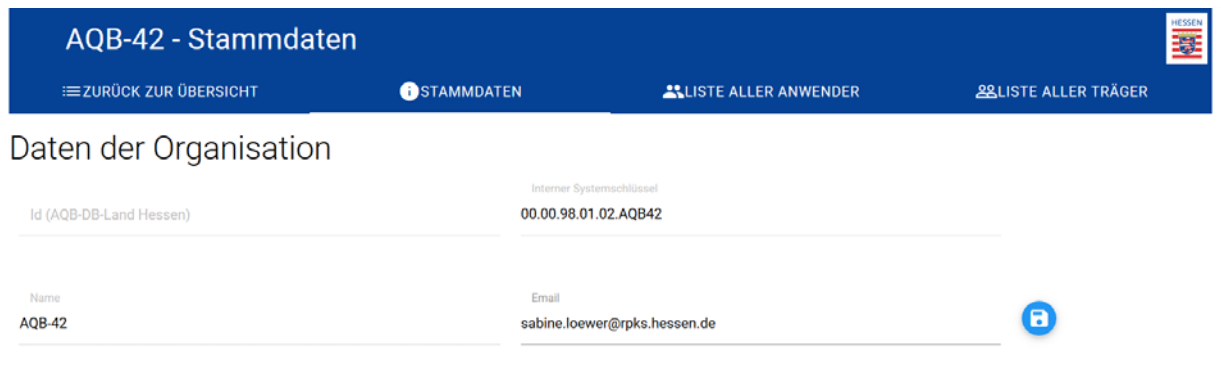 AQB-42 - Stammdaten
HESSEN
ZURÜCK ZUR ÜBERSICHT
STAMMDATEN
LISTE ALLER ANWENDER
LISTE ALLER TRÄGER
Daten der Organisation
Interner Systemschlüssel
Id (AQB-DB-Land Hessen)
00.00.98.01.02.AQB42
Name
Email
AQB-42
sabine.loewer@rpks.hessen.de